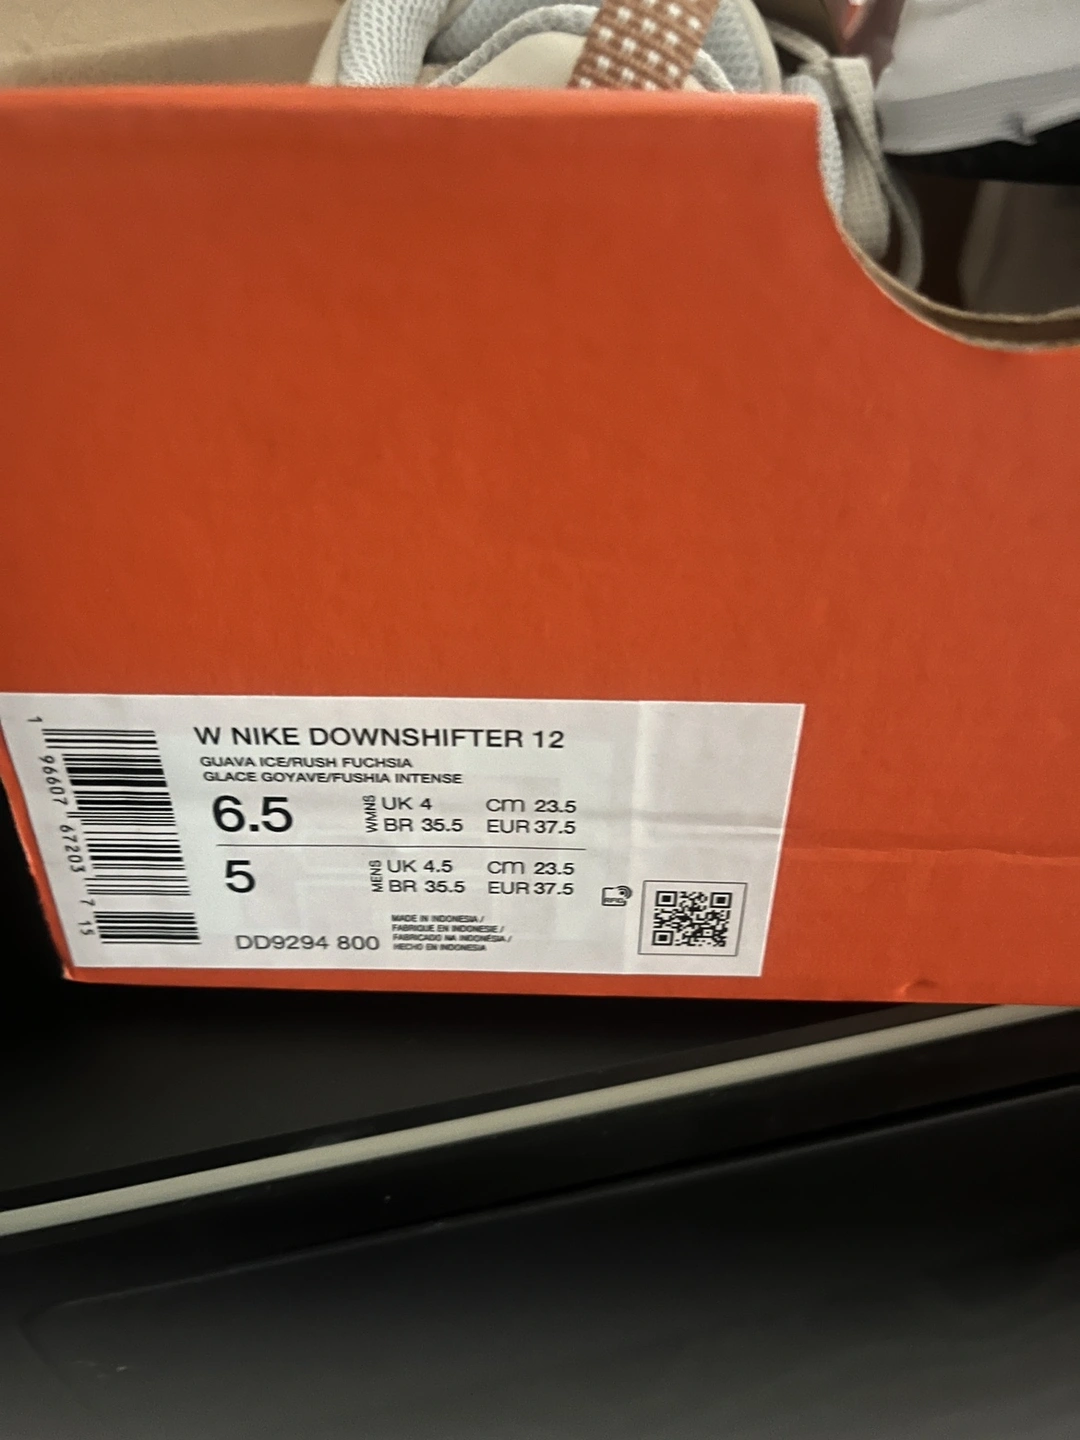 W NIKE DOWNSHIFTER 12
GUAVA ICE/RUSH FUCHSIA
GLACE GOYAVE/FUSHIA INTENSE
6.5 WMNS UK 4 CM 23.5
BR 35.5 EUR 37.5
5 MENS UK 4.5 CM 23.5
BR 35.5 EUR 37.5
DD9294 800
MADE IN INDONESIA /
FABRIQUE EN INDONESIE /
FABRICADO NA INDONÉSIA /
HECHO EN INDONESIA
RFID
1 96607 67203 7 15